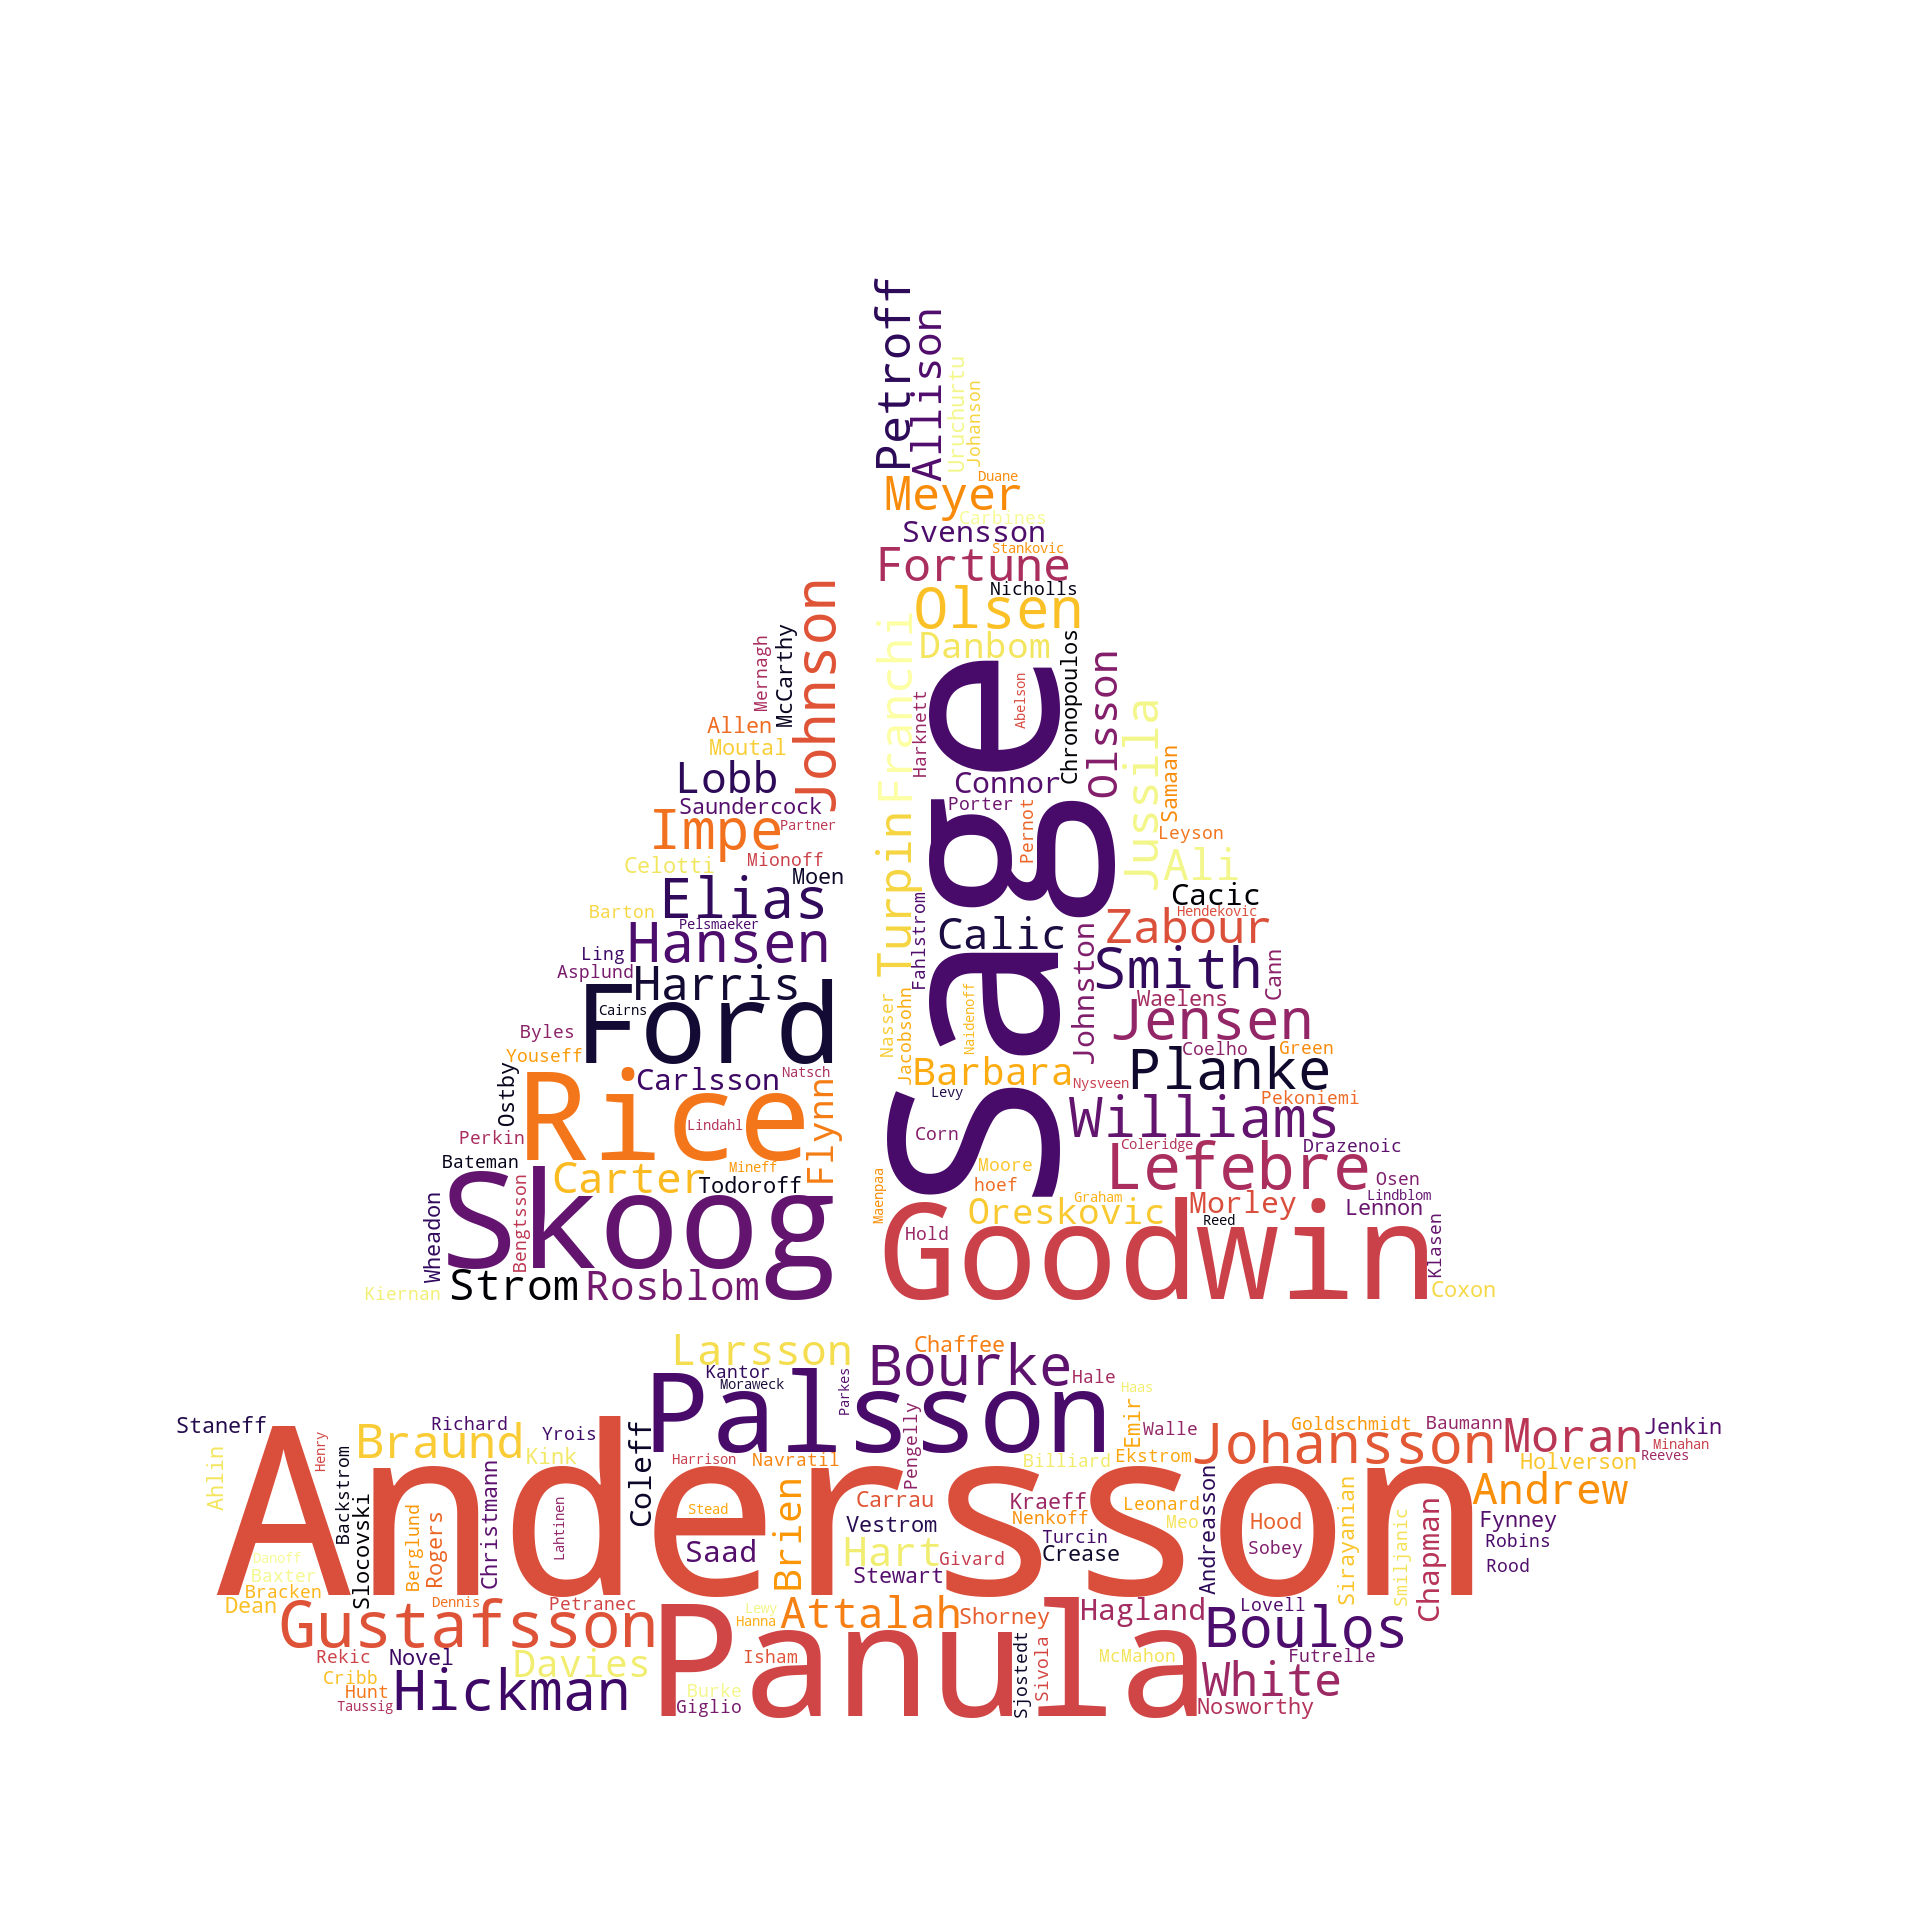 Petroff
Allison
Uruchurtu
Johanson
Duane
Meyer
Carbines
Svensson
Stankovic
Fortune
Nicholls
Olsen
Johnson
Franchi
Danbom
Chronopoulos
Mernagh
McCarthy
Olsson
Abelson
Harknett
Jussila
Allen
Moutal
Samaan
Lobb
Connor
Saundercock
Porter
Pernot
Partner
Impe
Turpin
Leyson
Celotti
Mionoff
Ali
Moen
Sage
Elias
Cacic
Barton
Hendekovic
Pelsmaeker
Zabour
Hansen
Fahlstrom
Calic
Johnston
Ling
Asplund
Smith
Cann
Harris
Ford
Cairns
Nasser
Jacobsohn
Naidenoff
Waelens
Jensen
Byles
Youseff
Coelho
Green
Planke
Ostby
Carlsson
Natsch
Barbara
Nysveen
Rice
Flynn
Levy
Pekoniemi
Williams
Lindahl
Corn
Perkin
Coleridge
Drazenoic
Bateman
Mineff
Moore
Lefebre
Carter
Todoroff
hoef
Osen
Skoog
Maenpaa
Graham
Lindblom
Bengtsson
Wheadon
Oreskovic
Morley
Lennon
Reed
Goodwin
Hold
Klasen
Kiernan
Strom
Rosblom
Coxon
Larsson
Chaffee
Bourke
Kantor
Moraweck
Parkes
Hale
Haas
Palsson
Staneff
Richard
Yrois
Coleff
Pengelly
Emir
Walle
Goldschmidt
Baumann
Moran
Jenkin
Braund
Kink
Henry
Johansson
Minahan
Reeves
Ahlin
Harrison
Navratil
Billiard
Ekstrom
Holverson
Andersson
Backstrom
Slocovski
Christmann
Andrew
Berglund
Rogers
Lahtinen
Stead
Brien
Carrau
Kraeff
Leonard
Nenkoff
Meo
Andreasson
Hood
Sirayanian
Smiljanic
Chapman
Fynney
Vestrom
Turcin
Robins
Danoff
Saad
Hart
Givard
Crease
Sobey
Rood
Baxter
Stewart
Bracken
Dean
Dennis
Petranec
Lewy
Hanna
Attalah
Shorney
Hagland
Lovell
Gustafsson
Boulos
Panula
Rekic
Novel
Davies
Isham
Sjostedt
Sivola
McMahon
Futrelle
Cribb
Hunt
Taussig
Hickman
Burke
Giglio
White
Nosworthy